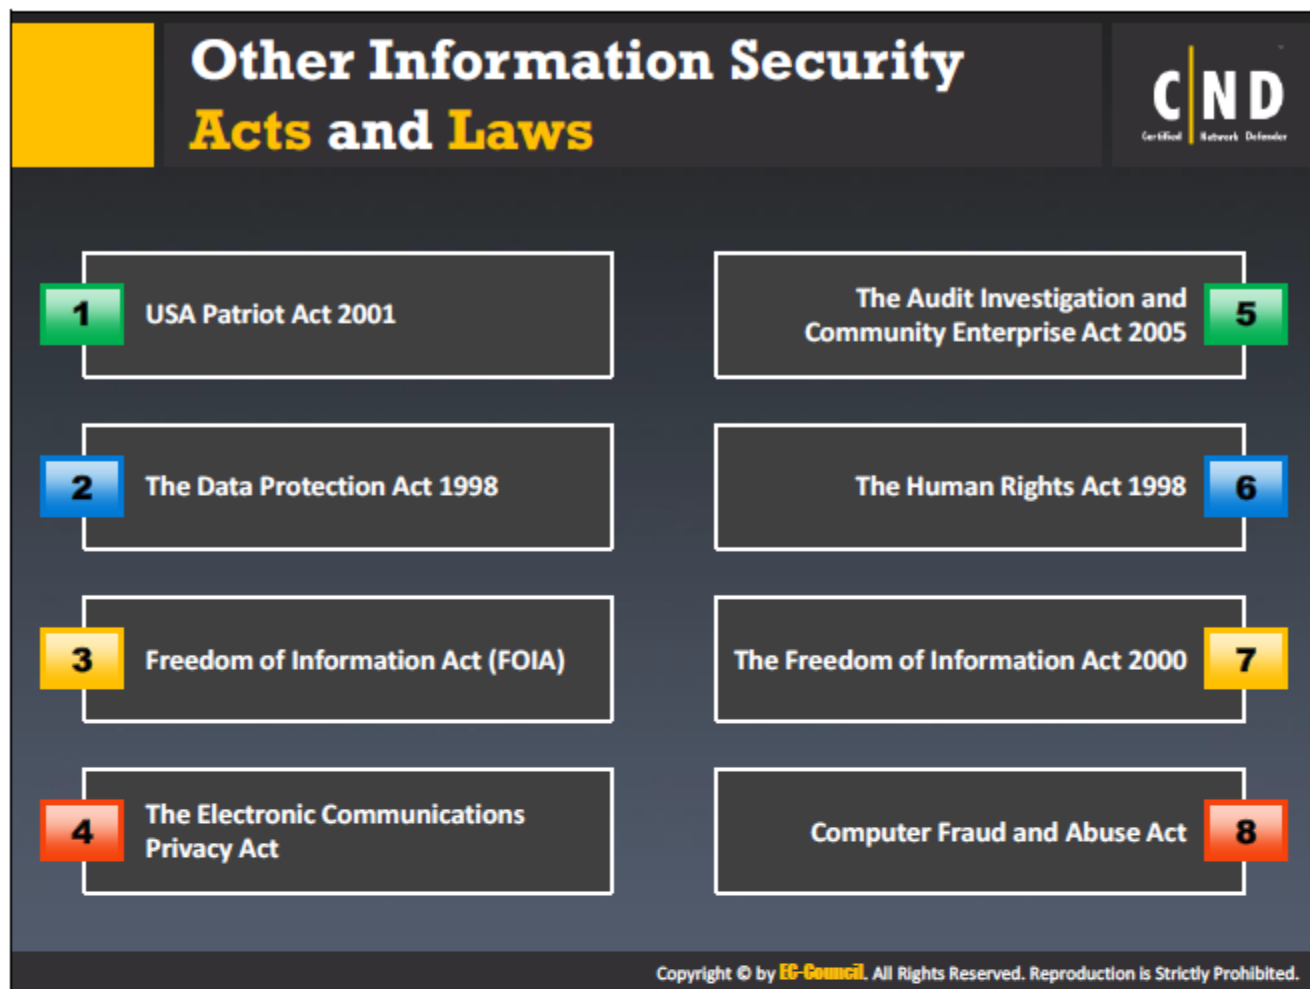 Other Information Security
Acts and Laws
C|ND
Certified Network Defender
1
USA Patriot Act 2001
2
The Data Protection Act 1998
3
Freedom of Information Act (FOIA)
4
The Electronic Communications
Privacy Act
The Audit Investigation and
Community Enterprise Act 2005
5
The Human Rights Act 1998
6
The Freedom of Information Act 2000
7
Computer Fraud and Abuse Act
8
Copyright © by EC-Council. All Rights Reserved. Reproduction is Strictly Prohibited.